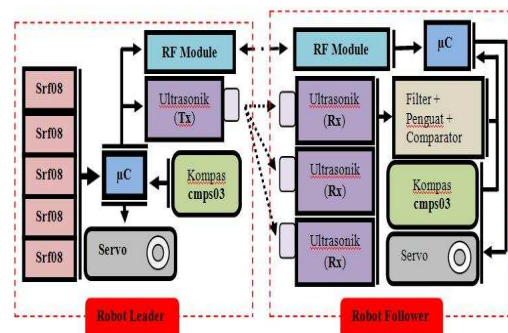 RF Module
Srf08
Srf08
Srf08
Srf08
Srf08
Ultrasonik
(Tx)
µC
Kompas
cmps03
Servo
Robot Leader
RF Module
µC
Ultrasonik
(Rx)
Filter +
Penguat +
Comparator
Ultrasonik
(Rx)
Kompas
cmps03
Ultrasonik
(Rx)
Servo
Robot Follower